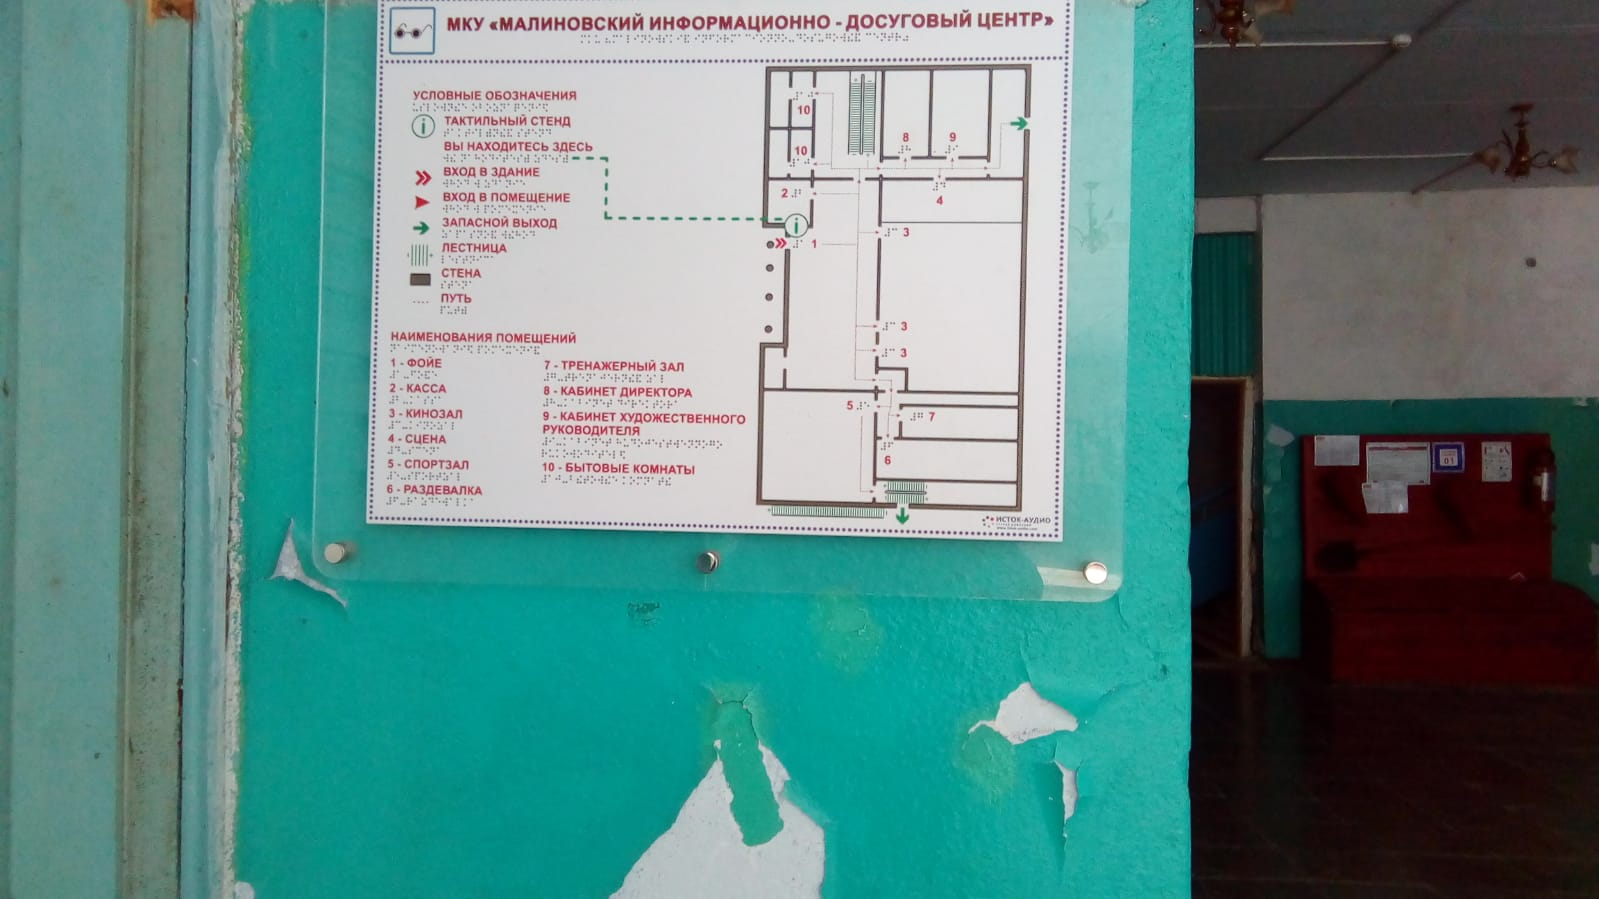 МКУ «МАЛИНОВСКИЙ ИНФОРМАЦИОННО - ДОСУГОВЫЙ ЦЕНТР»
УСЛОВНЫЕ ОБОЗНАЧЕНИЯ
ТАКТИЛЬНЫЙ СТЕНД
ВЫ НАХОДИТЕСЬ ЗДЕСЬ
ВХОД В ЗДАНИЕ
ВХОД В ПОМЕЩЕНИЕ
ЗАПАСНОЙ ВЫХОД
ЛЕСТНИЦА
СТЕНА
ПУТЬ
НАИМЕНОВАНИЯ ПОМЕЩЕНИЙ
1 - ФОЙЕ
2 - КАССА
3 - КИНОЗАЛ
4 - СЦЕНА
5 - СПОРТЗАЛ
6 - РАЗДЕВАЛКА
7 - ТРЕНАЖЕРНЫЙ ЗАЛ
8 - КАБИНЕТ ДИРЕКТОРА
9 - КАБИНЕТ ХУДОЖЕСТВЕННОГО
РУКОВОДИТЕЛЯ
10 - БЫТОВЫЕ КОМНАТЫ
10
8
9
10
2
4
i
1
3
3
3
5
7
6
ИСТОК-АУДИО
01